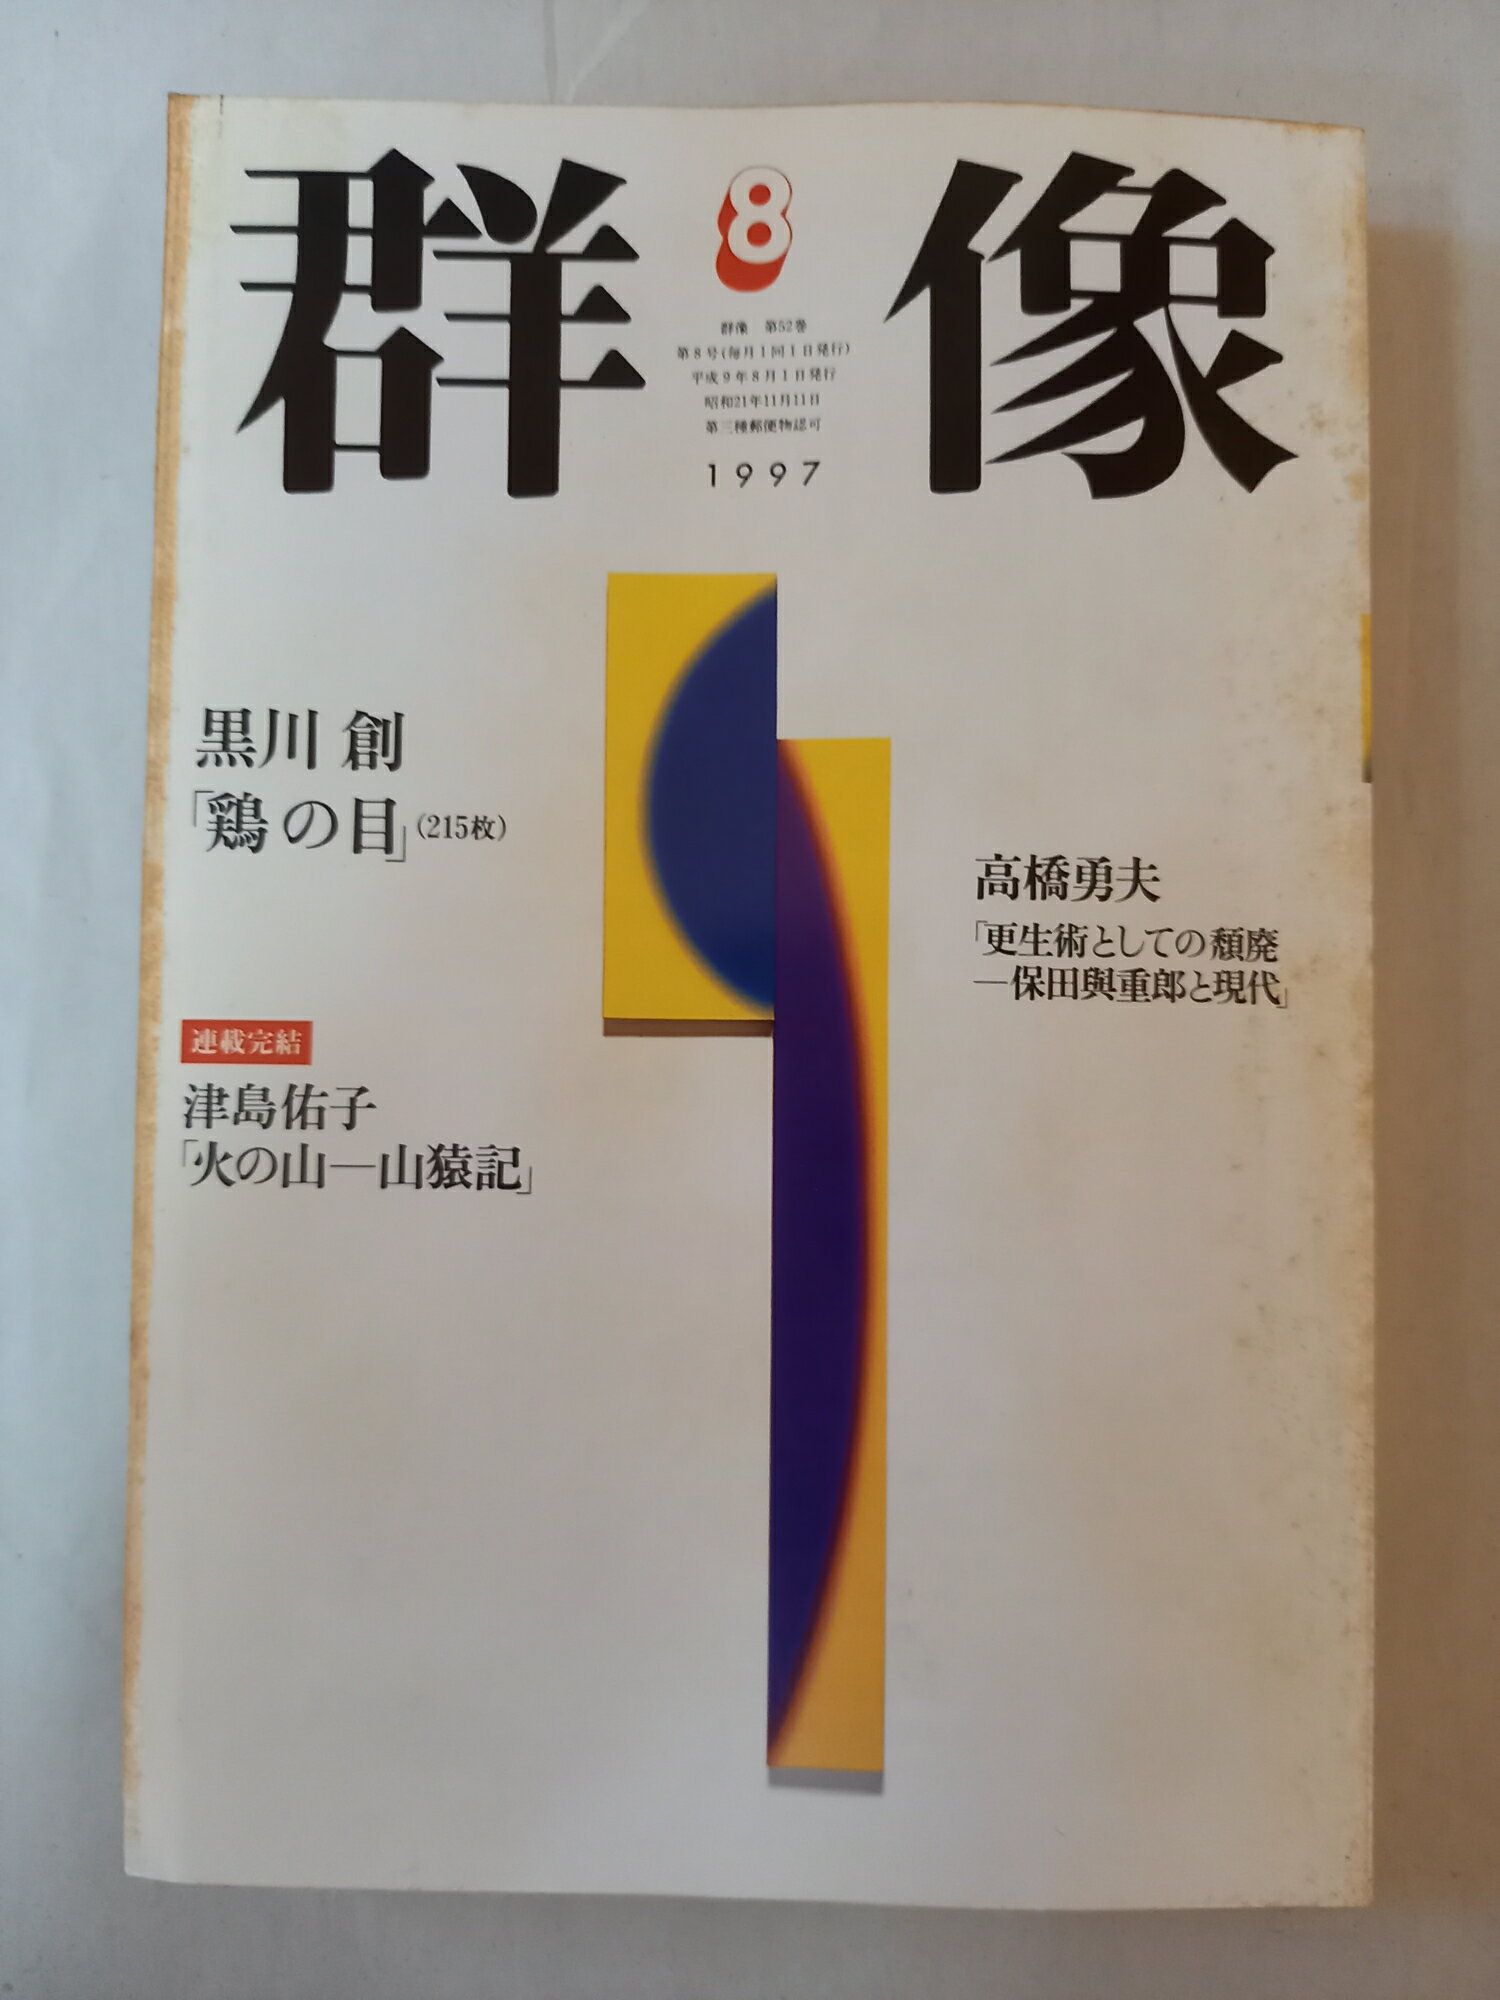 群像
8
群像 第52巻
第8号(毎月1回1日発行)
平成9年8月1日発行
昭和21年11月11日
第三種郵便物認可
1997
黒川 創
「鶏の目」(215枚)
高橋勇夫
「更生術としての頽廃
―保田與重郎と現代」
連載完結
津島佑子
「火の山―山猿記」